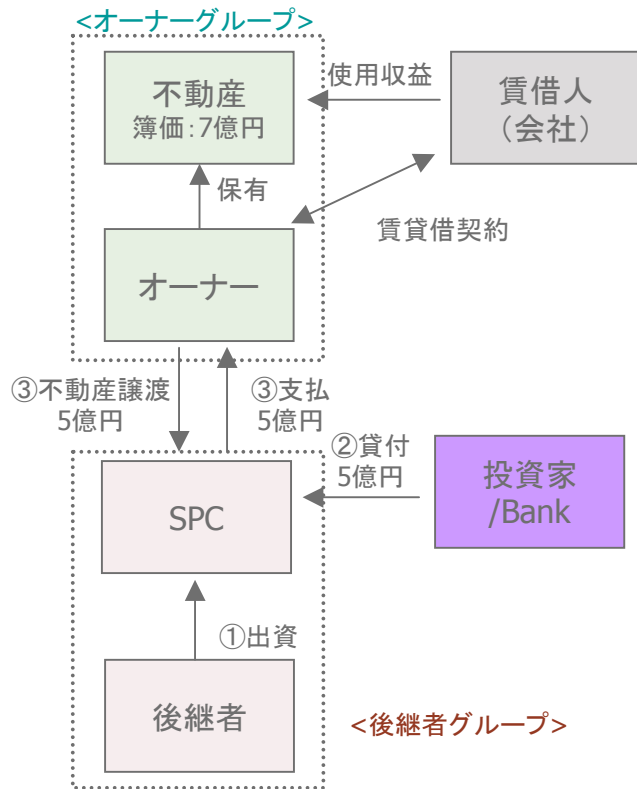 <オーナーグループ>
不動産
簿価：7億円
使用収益
賃借人
（会社）
保有
賃貸借契約
オーナー
③不動産譲渡
5億円
③支払
5億円
②貸付
5億円
投資家
/Bank
SPC
①出資
後継者
<後継者グループ>